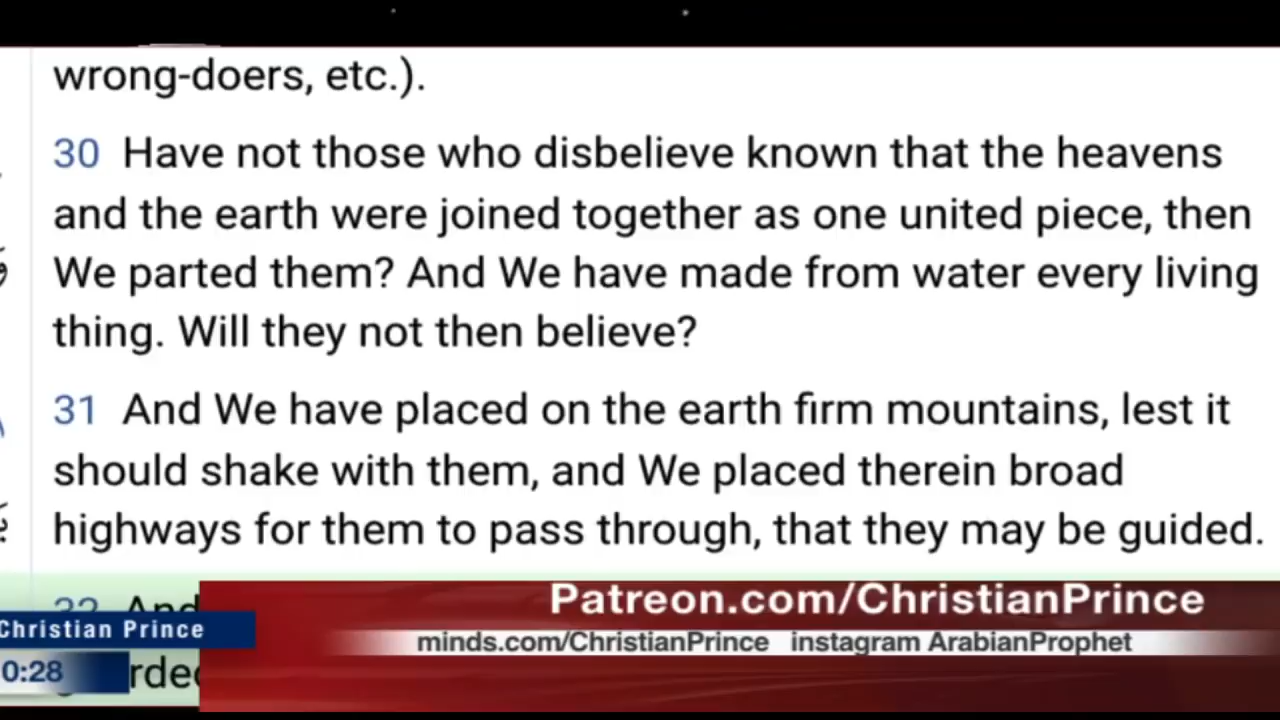 wrong-doers, etc.).
30 Have not those who disbelieve known that the heavens
and the earth were joined together as one united piece, then
We parted them? And We have made from water every living
thing. Will they not then believe?
31 And We have placed on the earth firm mountains, lest it
should shake with them, and We placed therein broad
highways for them to pass through, that they may be guided.
32 And
Patreon.com/ChristianPrince
Christian Prince
minds.com/ChristianPrince instagram ArabianProphet
0:28